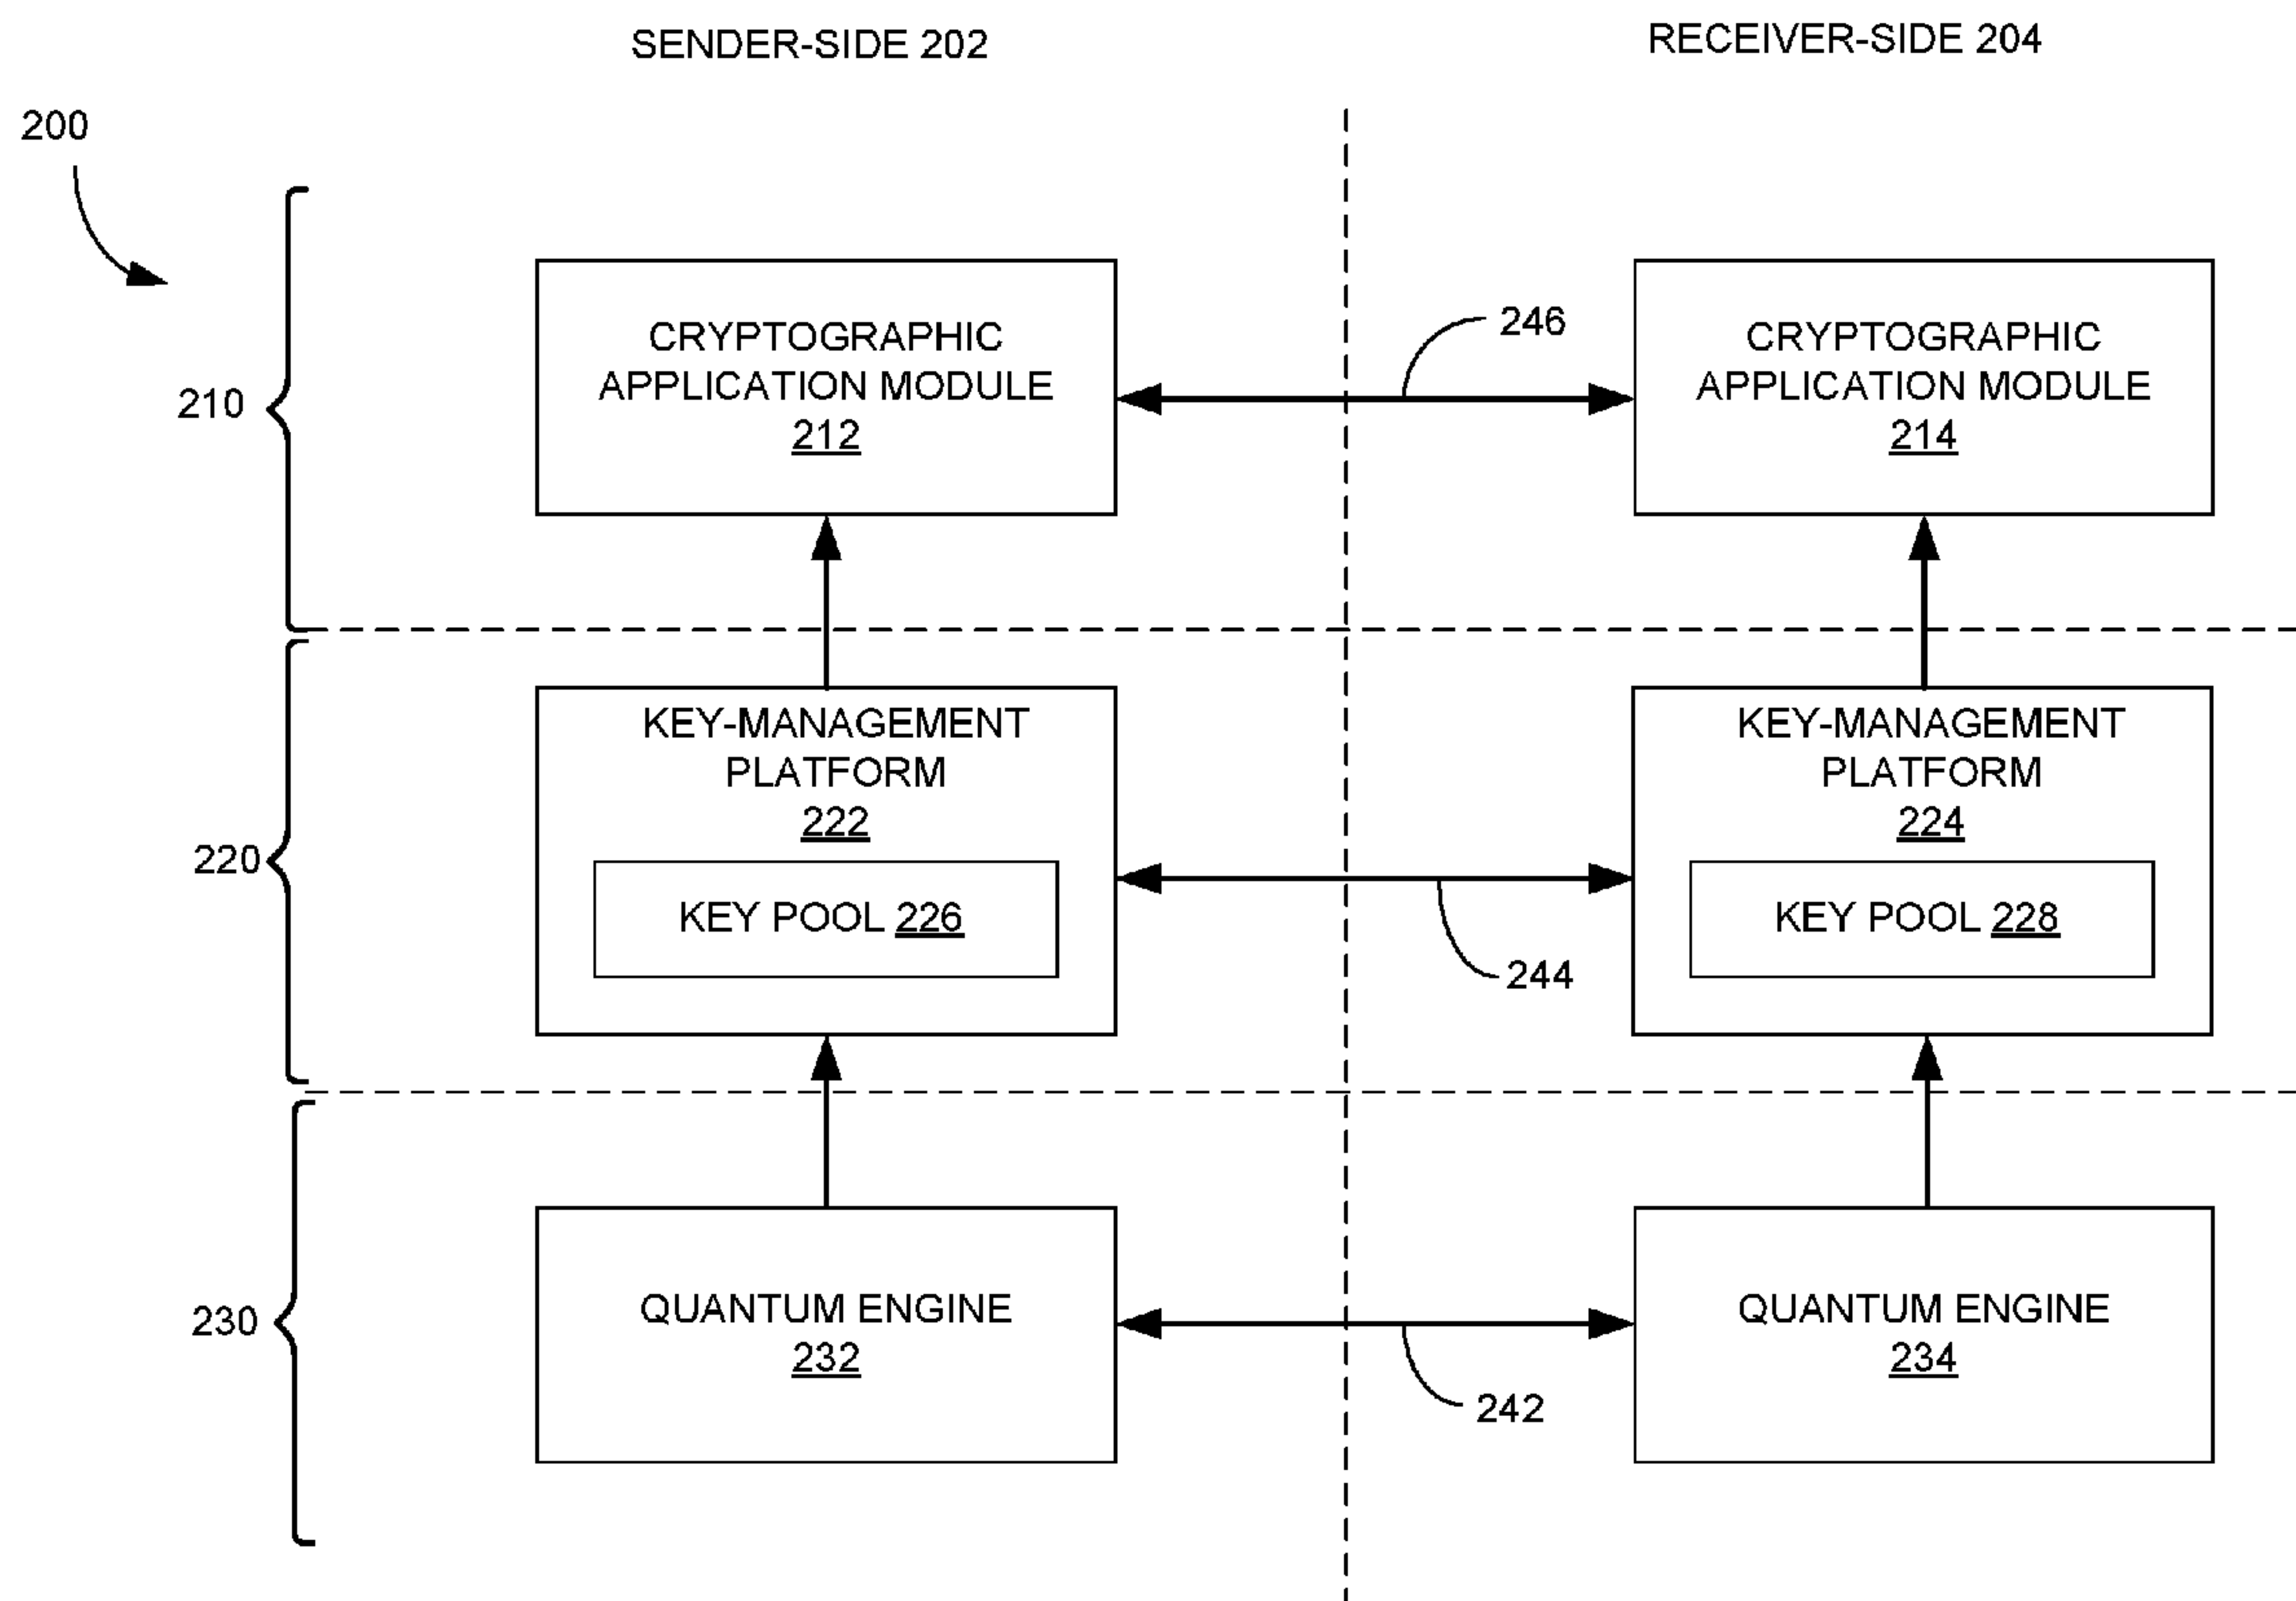 SENDER-SIDE 202
RECEIVER-SIDE 204
200
210
CRYPTOGRAPHIC
APPLICATION MODULE
212
246
CRYPTOGRAPHIC
APPLICATION MODULE
214
220
KEY-MANAGEMENT
PLATFORM
222
KEY POOL 226
244
KEY-MANAGEMENT
PLATFORM
224
KEY POOL 228
230
QUANTUM ENGINE
232
242
QUANTUM ENGINE
234